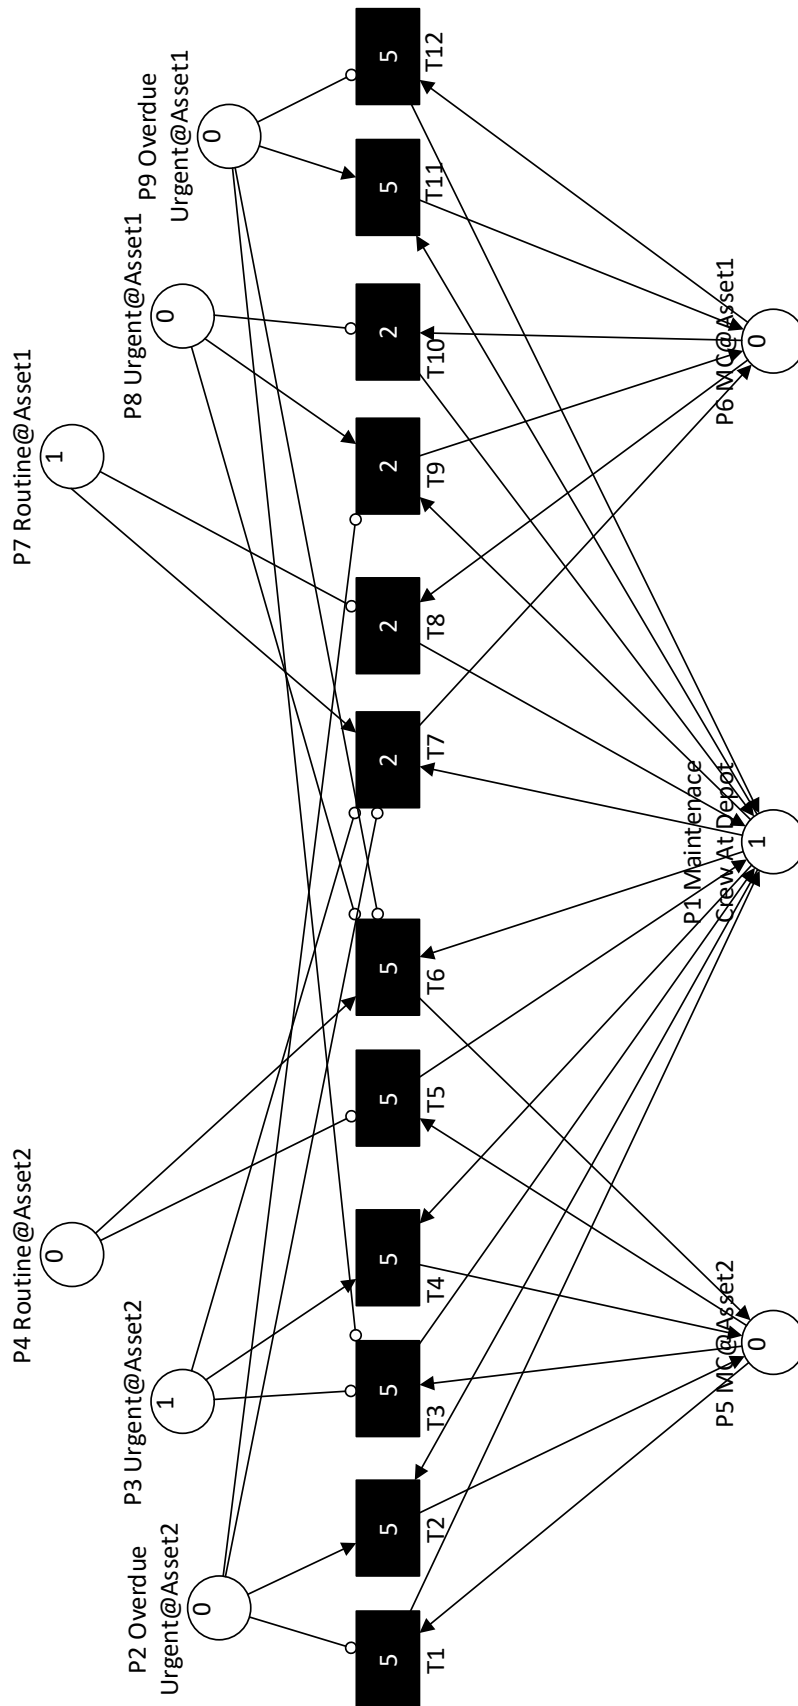 P4 Routine@Asset2
0
P7 Routine@Asset1
1
P3 Urgent@Asset2
1
P8 Urgent@Asset1
0
P2 Overdue
Urgent@Asset2
0
P9 Overdue
Urgent@Asset1
0
5
T1
5
T2
5
T3
5
T4
5
T5
5
T6
2
T7
2
T8
2
T9
2
T10
5
T11
5
T12
P5 MC@Asset2
0
P1 Maintenace
Crew At Depot
1
P6 MC@Asset1
0